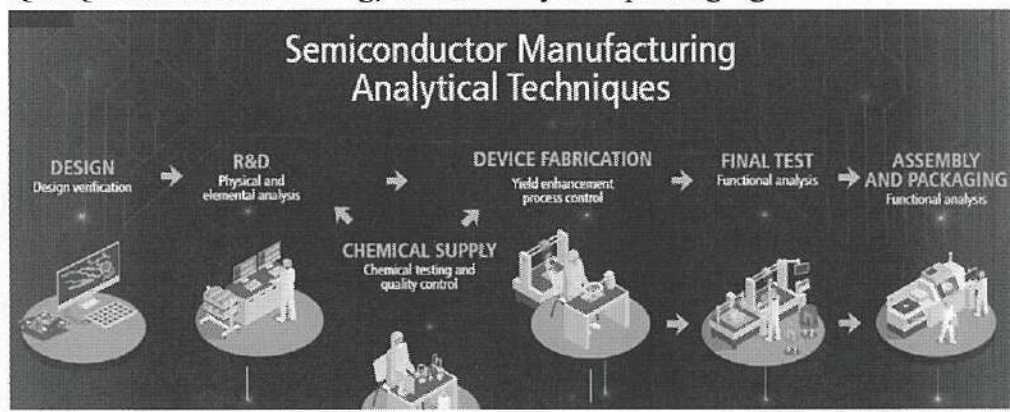 Semiconductor Manufacturing
Analytical Techniques
DESIGN
Design verification
R&D
Physical and
elemental analysis
CHEMICAL SUPPLY
Chemical testing and
quality control
DEVICE FABRICATION
Yield enhancement
process control
FINAL TEST
Functional analysis
ASSEMBLY
AND PACKAGING
Functional analysis